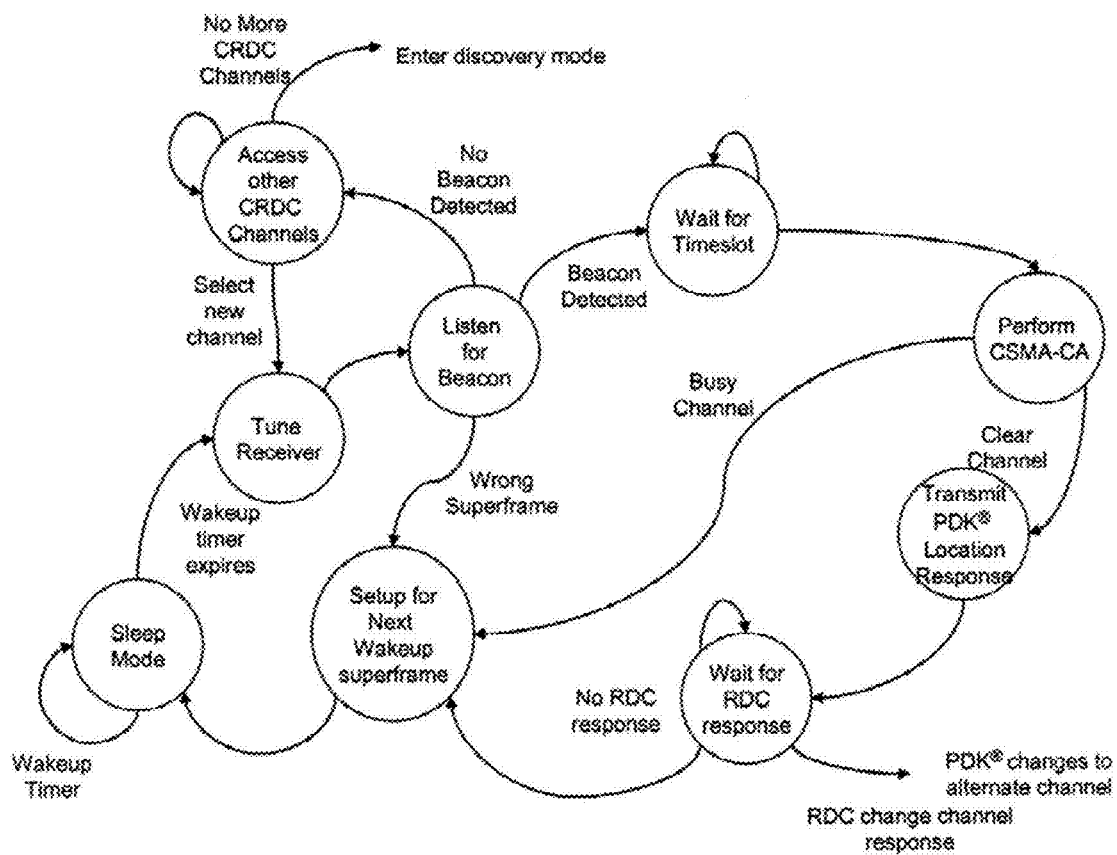 No More
CRDC
Channels
Enter discovery mode
Access
other
CRDC
Channels
No
Beacon
Detected
Wait for
Timeslot
Select
new
channel
Beacon
Detected
Listen
for
Beacon
Perform
CSMA-CA
Busy
Channel
Tune
Receiver
Clear
Channel
Wrong
Superframe
Transmit
PDK®
Location
Response
Wakeup
timer
expires
Setup for
Next
Wakeup
superframe
Sleep
Mode
Wait for
RDC
response
No RDC
response
Wakeup
Timer
PDK® changes to
alternate channel
RDC change channel
response